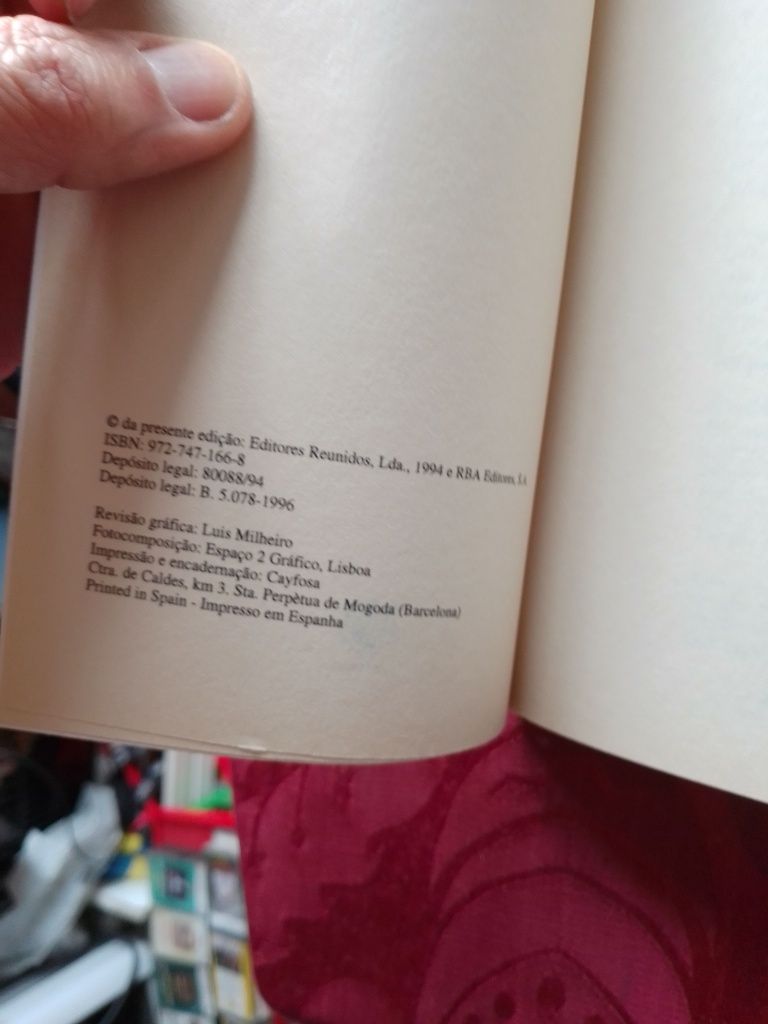 © da presente edição: Editores Reunidos, Lda., 1994 e RBA Editores, S.A.
ISBN: 972-747-166-8
Depósito legal: 80088/94
Depósito legal: B. 5.078-1996
Revisão gráfica: Luís Milheiro
Fotocomposição: Espaço 2 Gráfico, Lisboa
Impressão e encadernação: Cayfosa
Ctra. de Caldes, km 3. Sta. Perpètua de Mogoda (Barcelona)
Printed in Spain - Impresso em Espanha